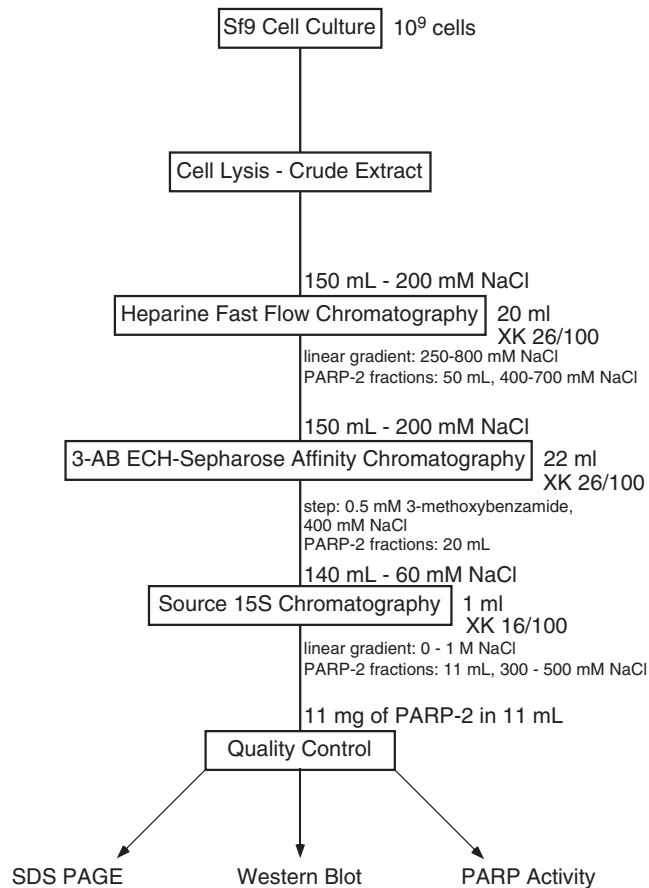 Sf9 Cell Culture 10⁹ cells
Cell Lysis - Crude Extract
150 mL - 200 mM NaCl
Heparine Fast Flow Chromatography 20 ml
XK 26/100
linear gradient: 250-800 mM NaCl
PARP-2 fractions: 50 mL, 400-700 mM NaCl
150 mL - 200 mM NaCl
3-AB ECH-Sepharose Affinity Chromatography 22 ml
XK 26/100
step: 0.5 mM 3-methoxybenzamide,
400 mM NaCl
PARP-2 fractions: 20 mL
140 mL - 60 mM NaCl
Source 15S Chromatography 1 ml
XK 16/100
linear gradient: 0 - 1 M NaCl
PARP-2 fractions: 11 mL, 300 - 500 mM NaCl
11 mg of PARP-2 in 11 mL
Quality Control
SDS PAGE Western Blot PARP Activity